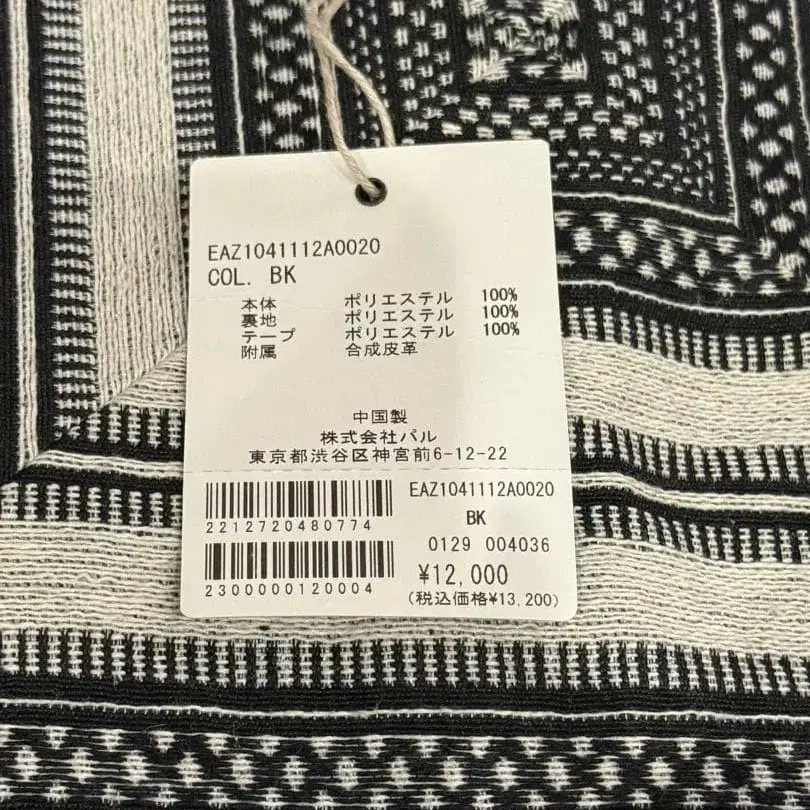 EAZ1041112A0020
COL. BK
本体 ポリエステル 100%
裏地 ポリエステル 100%
テープ ポリエステル 100%
附属 合成皮革
中国製
株式会社パル
東京都渋谷区神宮前6-12-22
2212720480774
EAZ1041112A0020
BK
0129 004036
2300000120004
¥12,000
(税込価格¥13,200)